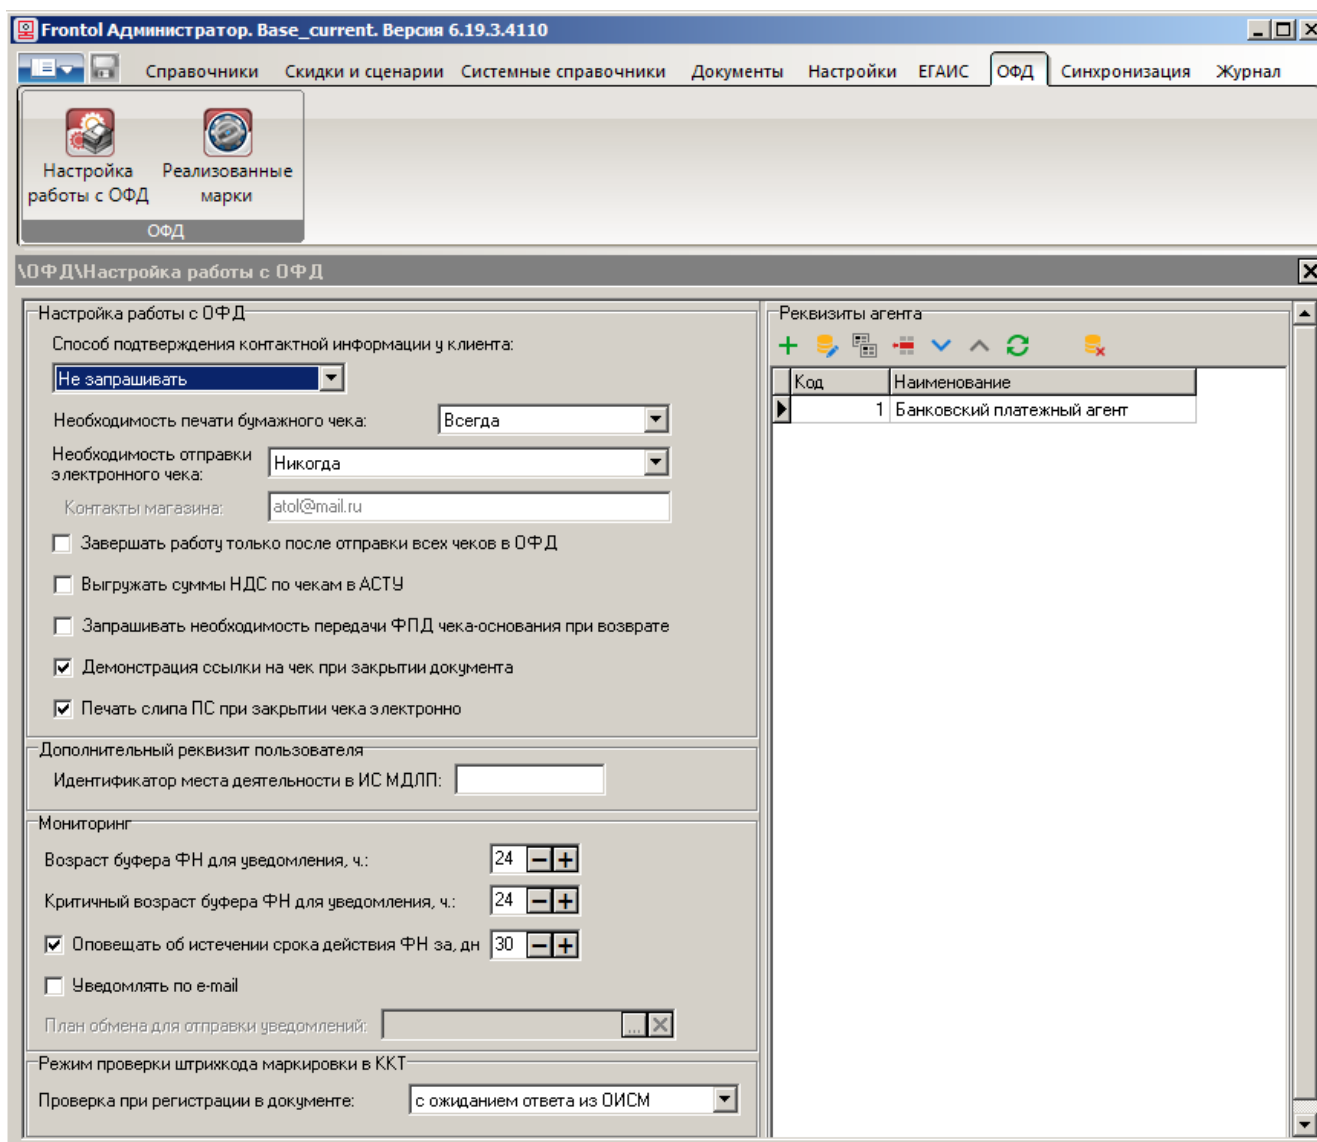 Frontol Администратор. Base_current. Версия 6.19.3.4110
Справочники Скидки и сценарии Системные справочники Документы Настройки ЕГАИС ОФД Синхронизация Журнал
Настройка работы с ОФД
Реализованные марки
ОФД
\ОФД\Настройка работы с ОФД
Настройка работы с ОФД
Способ подтверждения контактной информации у клиента:
Не запрашивать
Необходимость печати бумажного чека: Всегда
Необходимость отправки
электронного чека: Никогда
Контакты магазина: atol@mail.ru
Завершать работу только после отправки всех чеков в ОФД
Выгружать суммы НДС по чекам в АСТУ
Запрашивать необходимость передачи ФПД чека-основания при возврате
Демонстрация ссылки на чек при закрытии документа
Печать слипа ПС при закрытии чека электронно
Дополнительный реквизит пользователя
Идентификатор места деятельности в ИС МДЛП:
Мониторинг
Возраст буфера ФН для уведомления, ч.: 24
Критичный возраст буфера ФН для уведомления, ч.: 24
Оповещать об истечении срока действия ФН за, дн 30
Уведомлять по e-mail
План обмена для отправки уведомлений: ...
Режим проверки штрихкода маркировки в ККТ
Проверка при регистрации в документе: с ожиданием ответа из ОИСМ
Реквизиты агента
Код Наименование
1 Банковский платежный агент